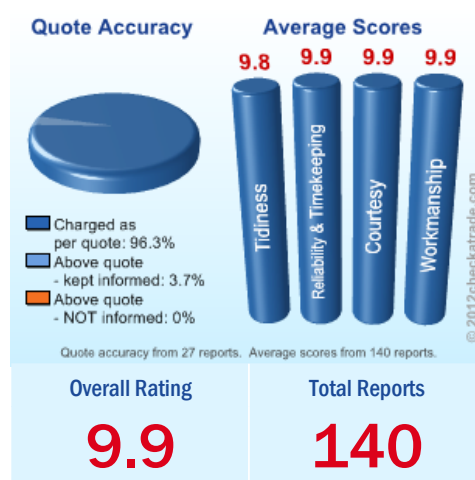 Quote Accuracy
Average Scores
9.8
9.9
9.9
9.9
Tidiness
Reliability & Timekeeping
Courtesy
Workmanship
Charged as
per quote: 96.3%
Above quote
- kept informed: 3.7%
Above quote
- NOT informed: 0%
© 2012checkatrade.com
Quote accuracy from 27 reports. Average scores from 140 reports.
Overall Rating
Total Reports
9.9
140